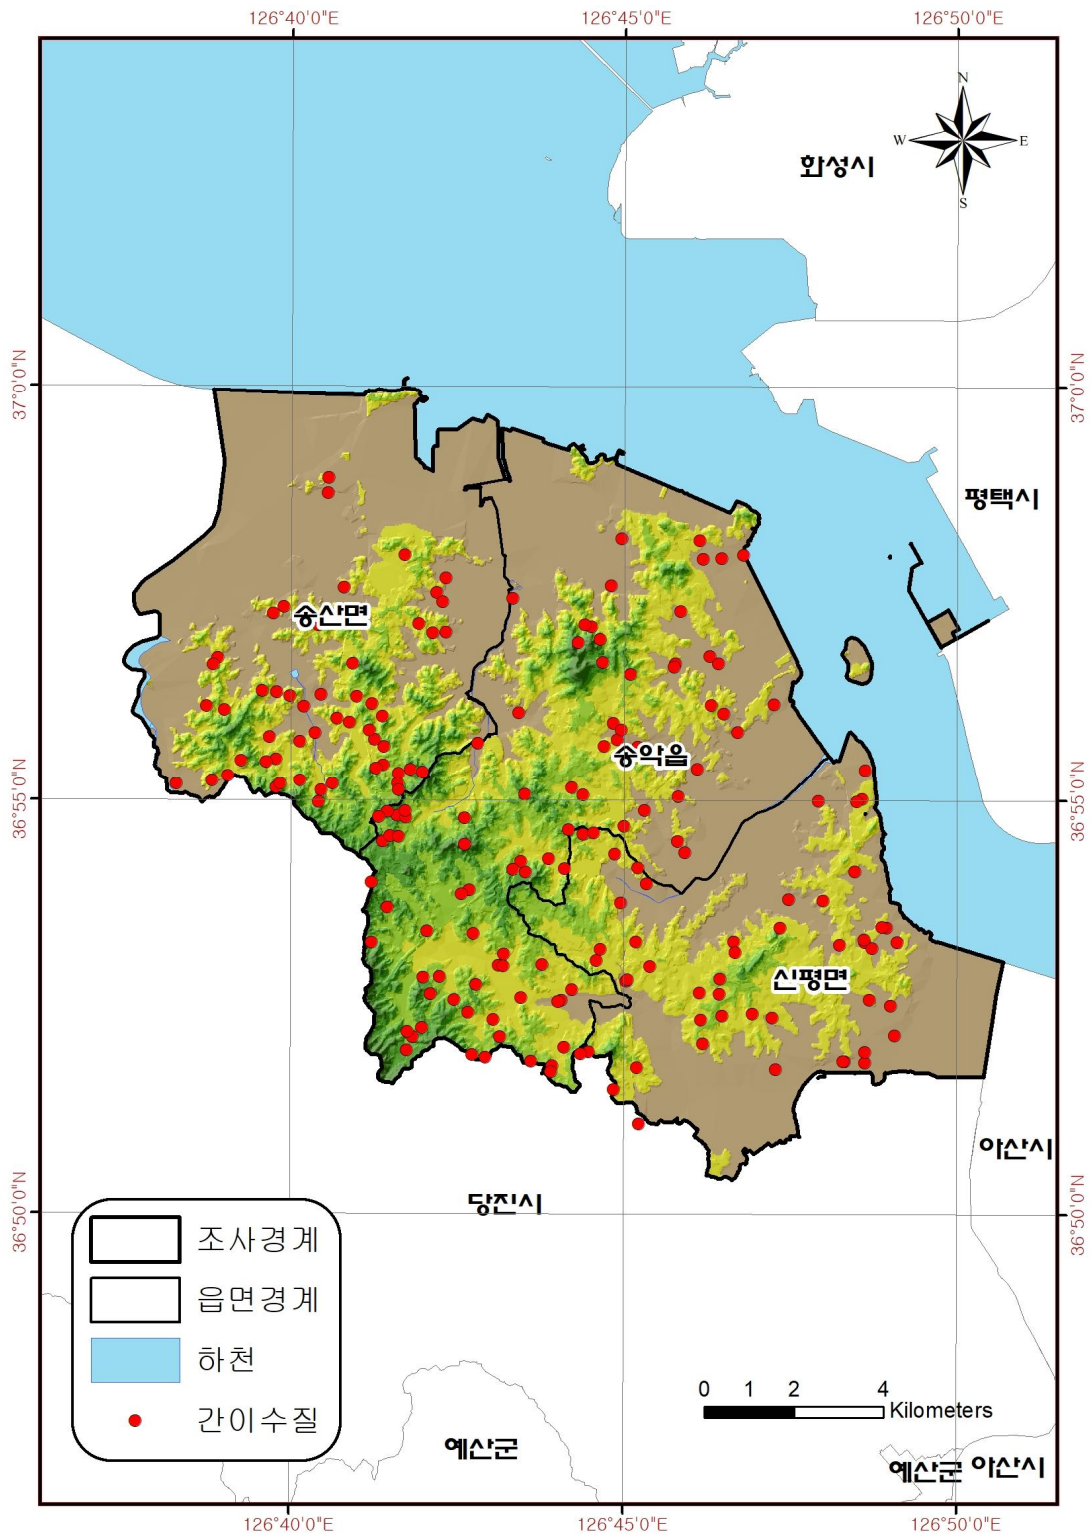 126°40'0"E 126°45'0"E 126°50'0"E
N
W E
S
화성시
37°0'0"N 37°0'0"N
평택시
송산면
송악읍
36°55'0"N 36°55'0"N
신평면
아산시
당진시
36°50'0"N 36°50'0"N
조사경계
읍면경계
하천
간이수질
0 1 2 4
Kilometers
예산군
예산군 아산시
126°40'0"E 126°45'0"E 126°50'0"E